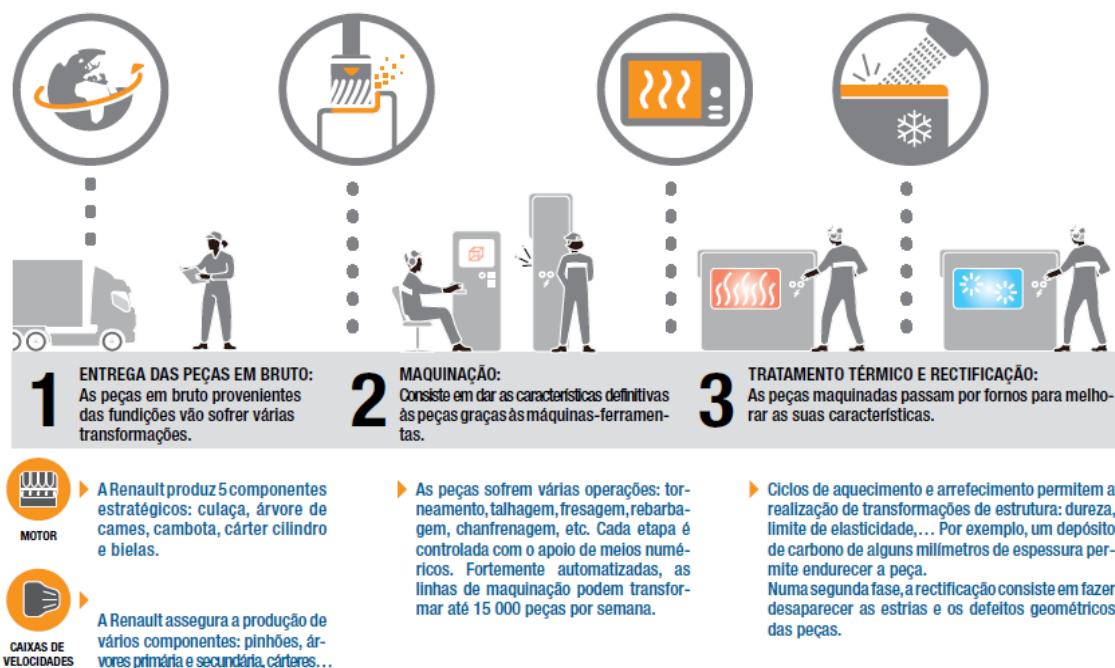 1
ENTREGA DAS PEÇAS EM BRUTO:
As peças em bruto provenientes
das fundições vão sofrer várias
transformações.
2
MAQUINAÇÃO:
Consiste em dar as características definitivas
às peças graças às máquinas-ferramen-
tas.
3
TRATAMENTO TÉRMICO E RECTIFICAÇÃO:
As peças maquinadas passam por fornos para melho-
rar as suas características.
MOTOR
A Renault produz 5 componentes
estratégicos: culaça, árvore de
cames, cambota, cárter cilindro
e bielas.
CAIXAS DE
VELOCIDADES
A Renault assegura a produção de
vários componentes: pinhões, ár-
vores primária e secundária, cárteres…
As peças sofrem várias operações: tor-
neamento, talhagem, fresagem, rebarba-
gem, chanfrenagem, etc. Cada etapa é
controlada com o apoio de meios numé-
ricos. Fortemente automatizadas, as
linhas de maquinação podem transfor-
mar até 15 000 peças por semana.
Ciclos de aquecimento e arrefecimento permitem a
realização de transformações de estrutura: dureza,
limite de elasticidade,… Por exemplo, um depósito
de carbono de alguns milímetros de espessura per-
mite endurecer a peça.
Numa segunda fase, a rectificação consiste em fazer
desaparecer as estrias e os defeitos geométricos
das peças.